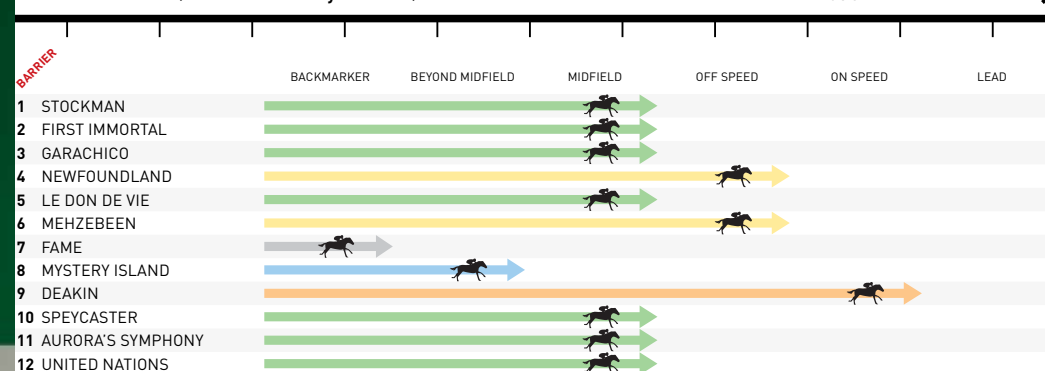 BARRIER
BACKMARKER BEYOND MIDFIELD MIDFIELD OFF SPEED ON SPEED LEAD
1 STOCKMAN
2 FIRST IMMORTAL
3 GARACHICO
4 NEWFOUNDLAND
5 LE DON DE VIE
6 MEHZEBEEN
7 FAME
8 MYSTERY ISLAND
9 DEAKIN
10 SPEYCASTER
11 AURORA'S SYMPHONY
12 UNITED NATIONS